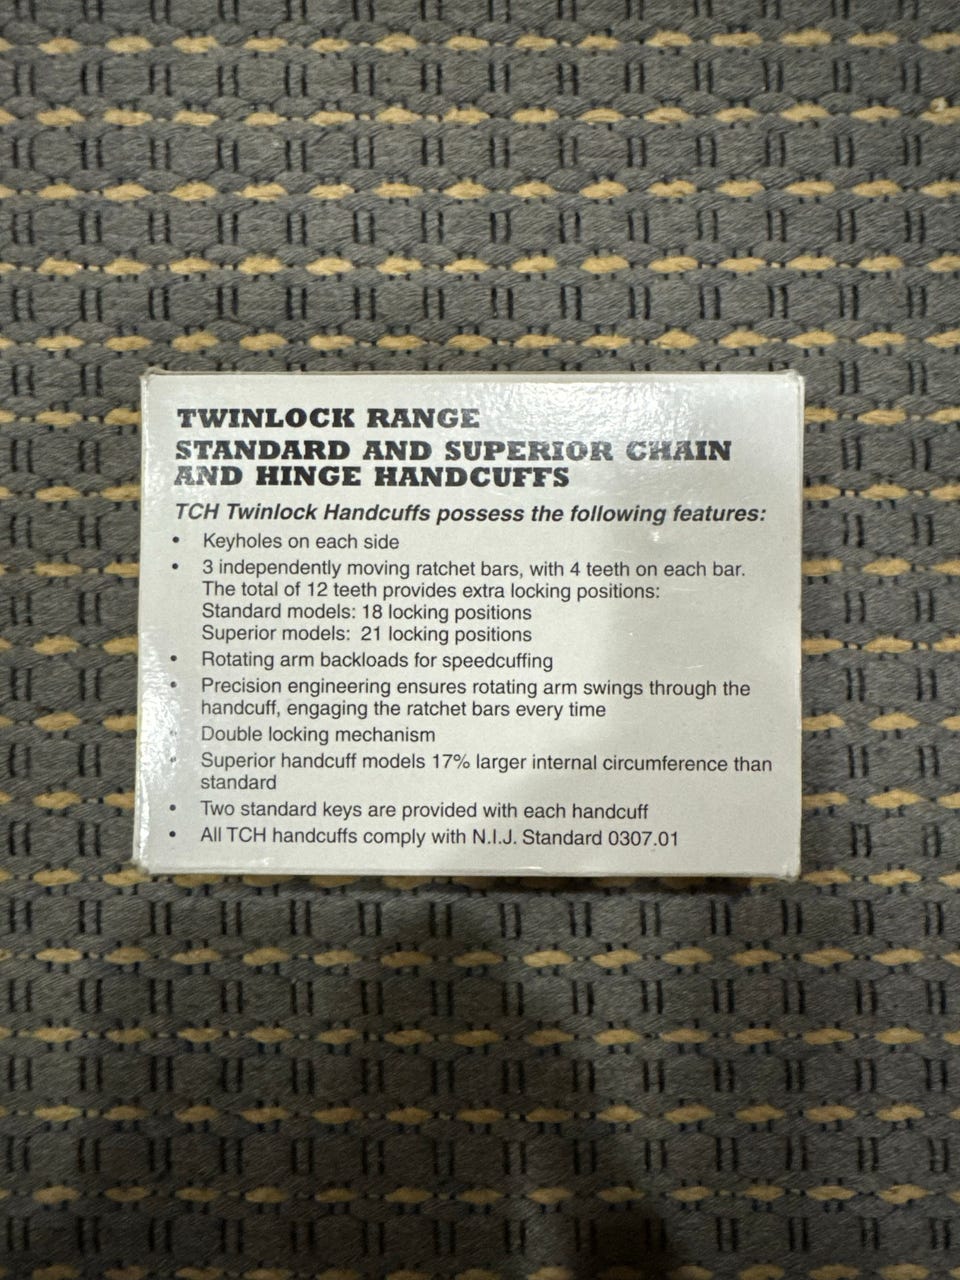 TWINLOCK RANGE
STANDARD AND SUPERIOR CHAIN
AND HINGE HANDCUFFS
TCH Twinlock Handcuffs possess the following features:
• Keyholes on each side
• 3 independently moving ratchet bars, with 4 teeth on each bar.
The total of 12 teeth provides extra locking positions:
Standard models: 18 locking positions
Superior models: 21 locking positions
• Rotating arm backloads for speedcuffing
• Precision engineering ensures rotating arm swings through the
handcuff, engaging the ratchet bars every time
• Double locking mechanism
• Superior handcuff models 17% larger internal circumference than
standard
• Two standard keys are provided with each handcuff
• All TCH handcuffs comply with N.I.J. Standard 0307.01